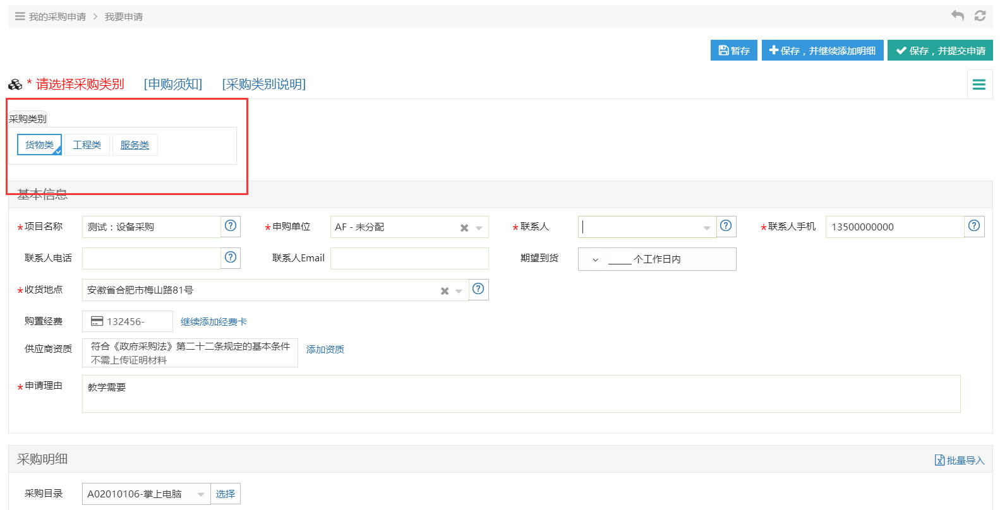 我的采购申请 > 我要申请
暂存 保存，并继续添加明细 保存，并提交申请
* 请选择采购类别 [申购须知] [采购类别说明]
采购类别
货物类 工程类 服务类
基本信息
*项目名称 测试：设备采购 *申购单位 AF - 未分配 *联系人 *联系人手机 13500000000
联系人电话 联系人Email 期望到货 _____ 个工作日内
*收货地点 安徽省合肥市梅山路81号
购置经费 132456- 继续添加经费卡
供应商资质 符合《政府采购法》第二十二条规定的基本条件 添加资质
不需上传证明材料
*申请理由 教学需要
采购明细 批量导入
采购目录 A02010106-掌上电脑 选择